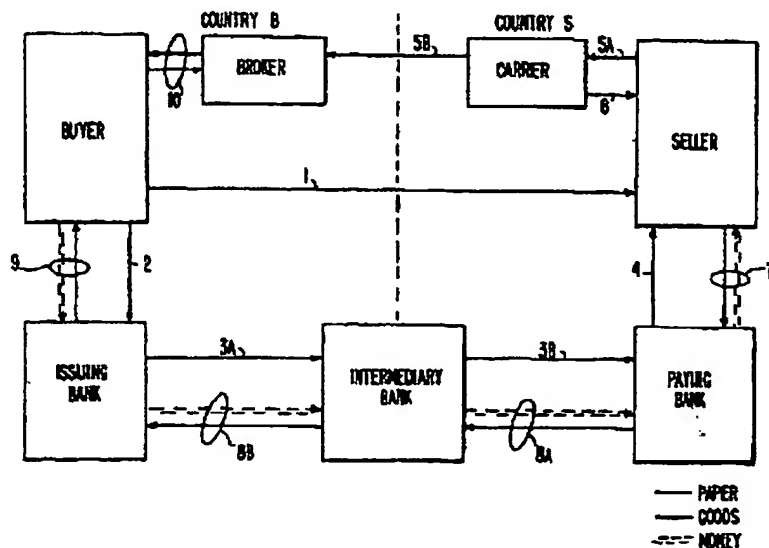 COUNTRY B
COUNTRY S
BUYER
10
BROKER
5B
CARRIER
5A
6
SELLER
1
9
2
4
7
ISSUING
BANK
3A
INTERMEDIARY
BANK
3B
PAYING
BANK
8B
8A
PAPER
GOODS
MONEY